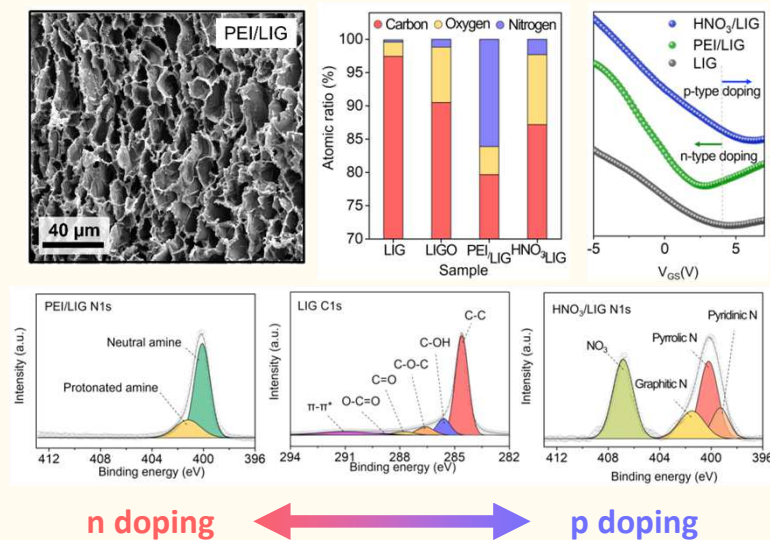 PEI/LIG
40 µm
Carbon Oxygen Nitrogen
Atomic ratio (%)
100
95
90
85
80
75
70
LIG LIGO PEI/LIG HNO₃/LIG
Sample
HNO₃/LIG
PEI/LIG
LIG
p-type doping
n-type doping
-5 0 5
V_GS(V)
PEI/LIG N1s
Neutral amine
Protonated amine
Intensity (a.u.)
412 408 404 400 396
Binding energy (eV)
LIG C1s
C-C
C-OH
C-O-C
C=O
O-C=O
π-π*
Intensity (a.u.)
294 291 288 285 282
Binding energy (eV)
HNO₃/LIG N1s
Pyridinic N
Pyrrolic N
NO₃
Graphitic N
Intensity (a.u.)
412 408 404 400 396
Binding energy (eV)
n doping p doping